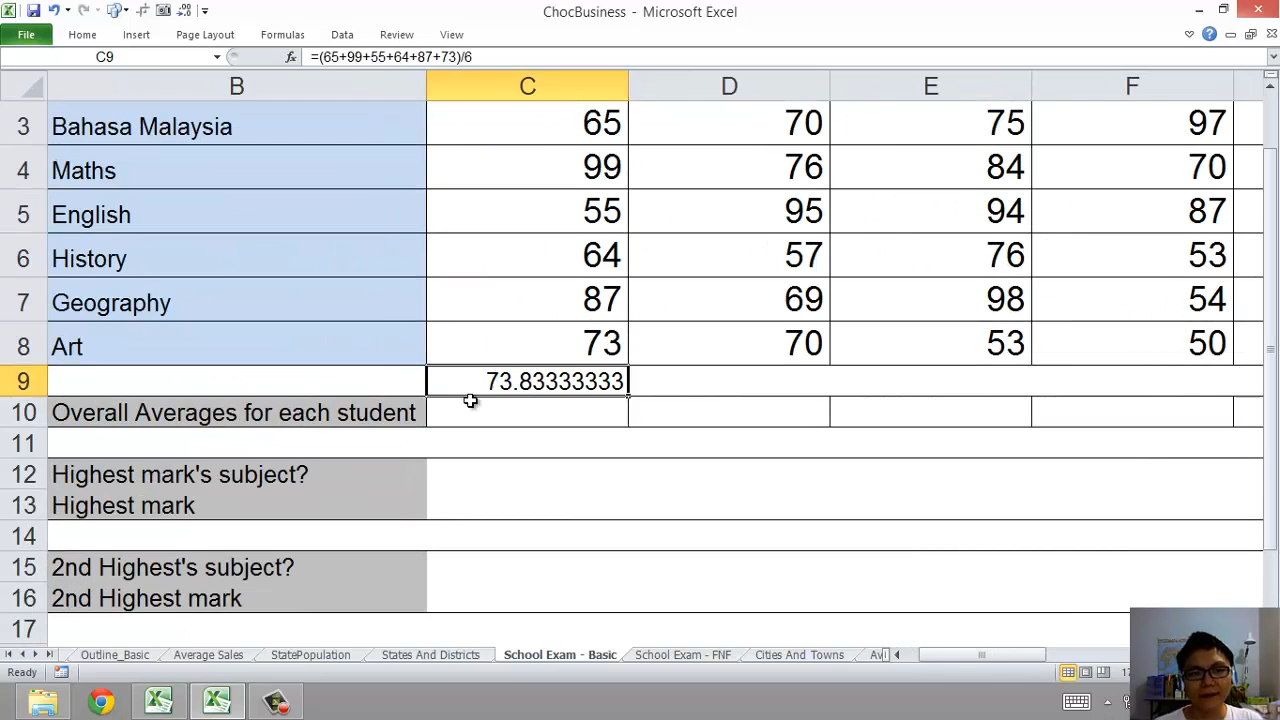 ChocBusiness - Microsoft Excel
File Home Insert Page Layout Formulas Data Review View
C9 fx =(65+99+55+64+87+73)/6
B C D E F
3 Bahasa Malaysia 65 70 75 97
4 Maths 99 76 84 70
5 English 55 95 94 87
6 History 64 57 76 53
7 Geography 87 69 98 54
8 Art 73 70 53 50
9 73.83333333
10 Overall Averages for each student
11
12 Highest mark's subject?
13 Highest mark
14
15 2nd Highest's subject?
16 2nd Highest mark
17
Outline_Basic Average Sales StatePopulation States And Districts School Exam - Basic School Exam - FNF Cities And Towns
Ready